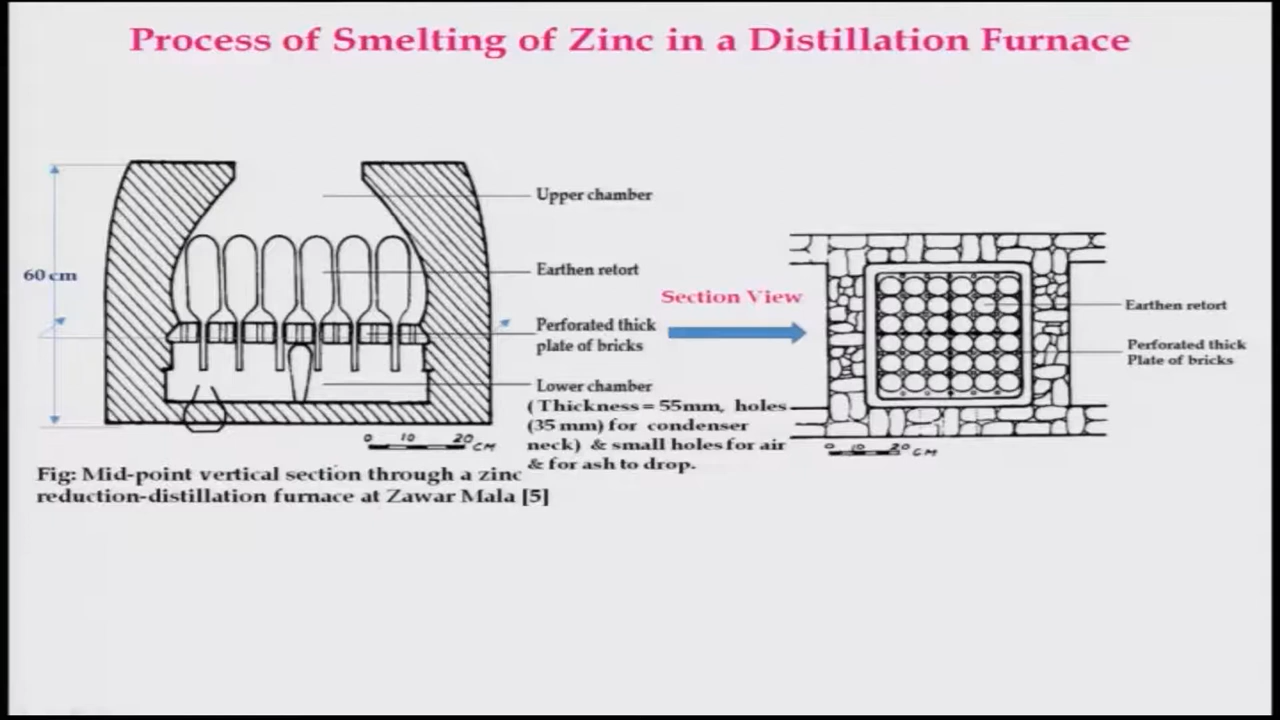 Process of Smelting of Zinc in a Distillation Furnace
Upper chamber
60 cm
Earthen retort
Section View
Perforated thick
plate of bricks
Lower chamber
( Thickness = 55mm, holes
(35 mm) for condenser
neck) & small holes for air
& for ash to drop.
0 10 20 CM
Fig: Mid-point vertical section through a zinc
reduction-distillation furnace at Zawar Mala [5]
Earthen retort
Perforated thick
Plate of bricks
0 10 20 CM